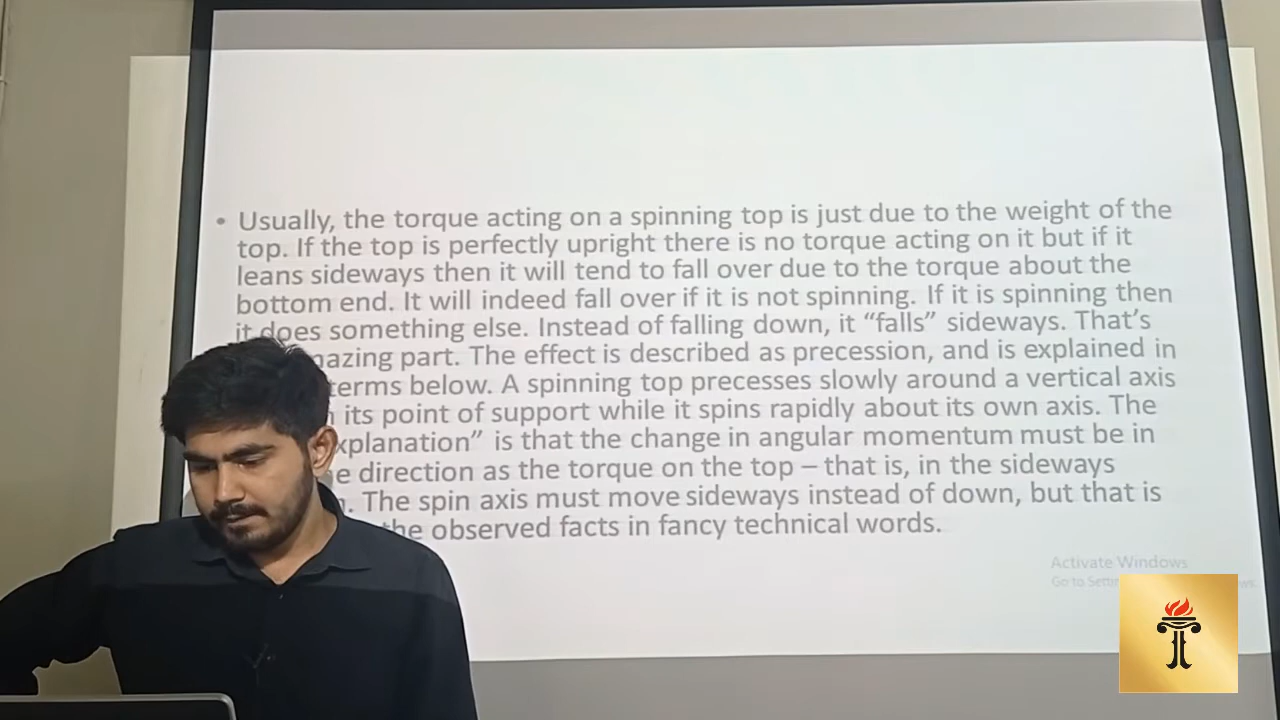 • Usually, the torque acting on a spinning top is just due to the weight of the
top. If the top is perfectly upright there is no torque acting on it but if it
leans sideways then it will tend to fall over due to the torque about the
bottom end. It will indeed fall over if it is not spinning. If it is spinning then
it does something else. Instead of falling down, it “falls” sideways. That’s
part. The effect is described as precession, and is explained in
terms below. A spinning top precesses slowly around a vertical axis
its point of support while it spins rapidly about its own axis. The
is that the change in angular momentum must be in
direction as the torque on the top – that is, in the sideways
The spin axis must move sideways instead of down, but that is
the observed facts in fancy technical words.
Activate Windows
Go to